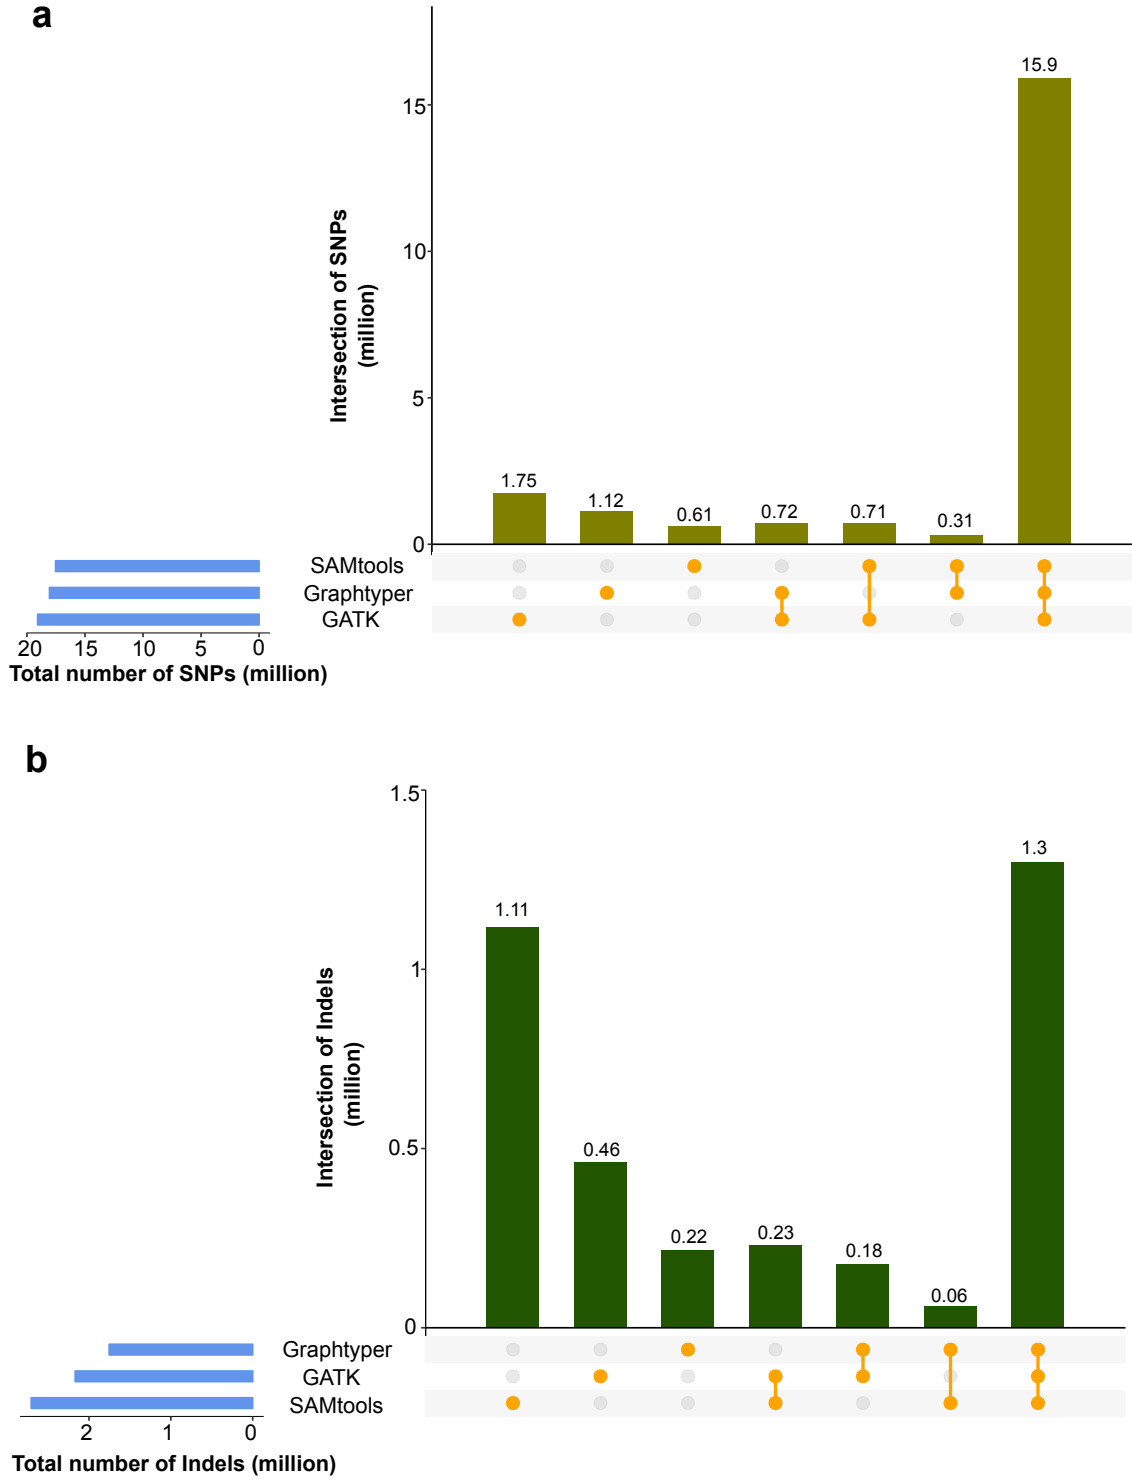 a
15.9
15
10
5
0
Intersection of SNPs
(million)
1.75
1.12
0.61
0.72
0.71
0.31
SAMtools
Graphtyper
GATK
20 15 10 5 0
Total number of SNPs (million)
b
1.5
1
0.5
0
Intersection of Indels
(million)
1.11
0.46
0.22
0.23
0.18
0.06
1.3
Graphtyper
GATK
SAMtools
2 1 0
Total number of Indels (million)